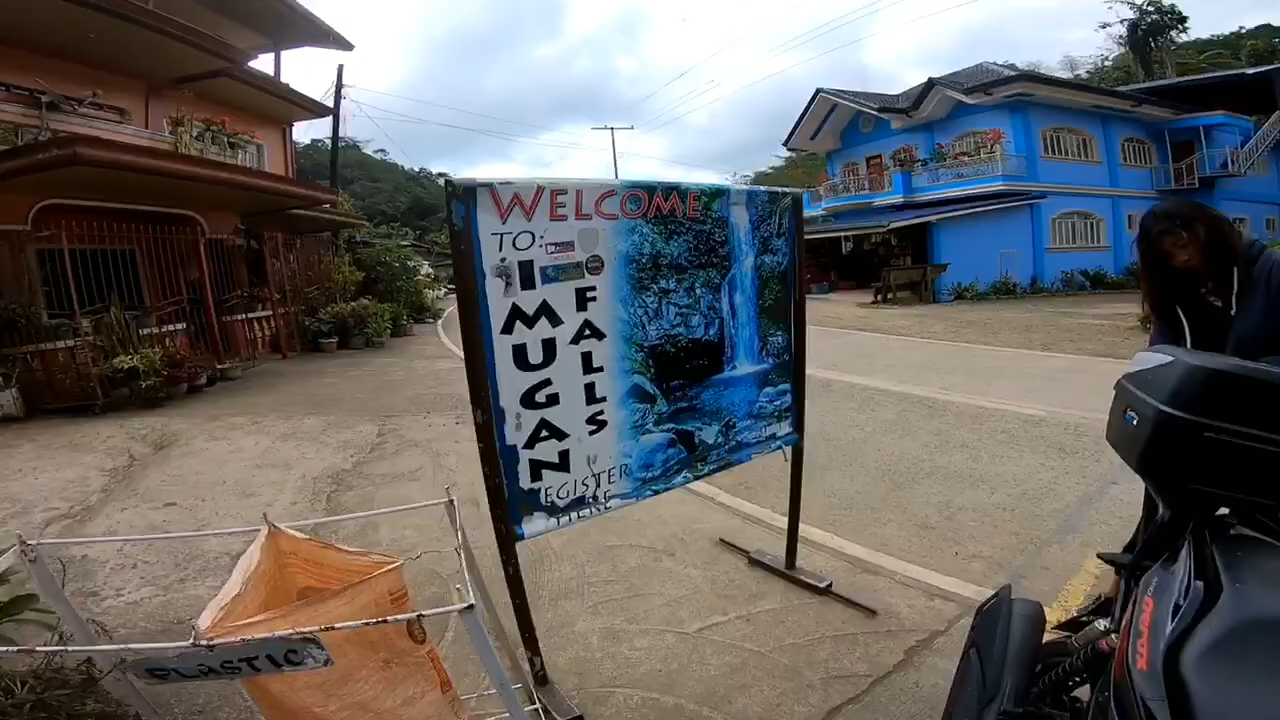 WELCOME
TO:
IMUGAN
FALLS
EGISTER
HERE
PLASTIC